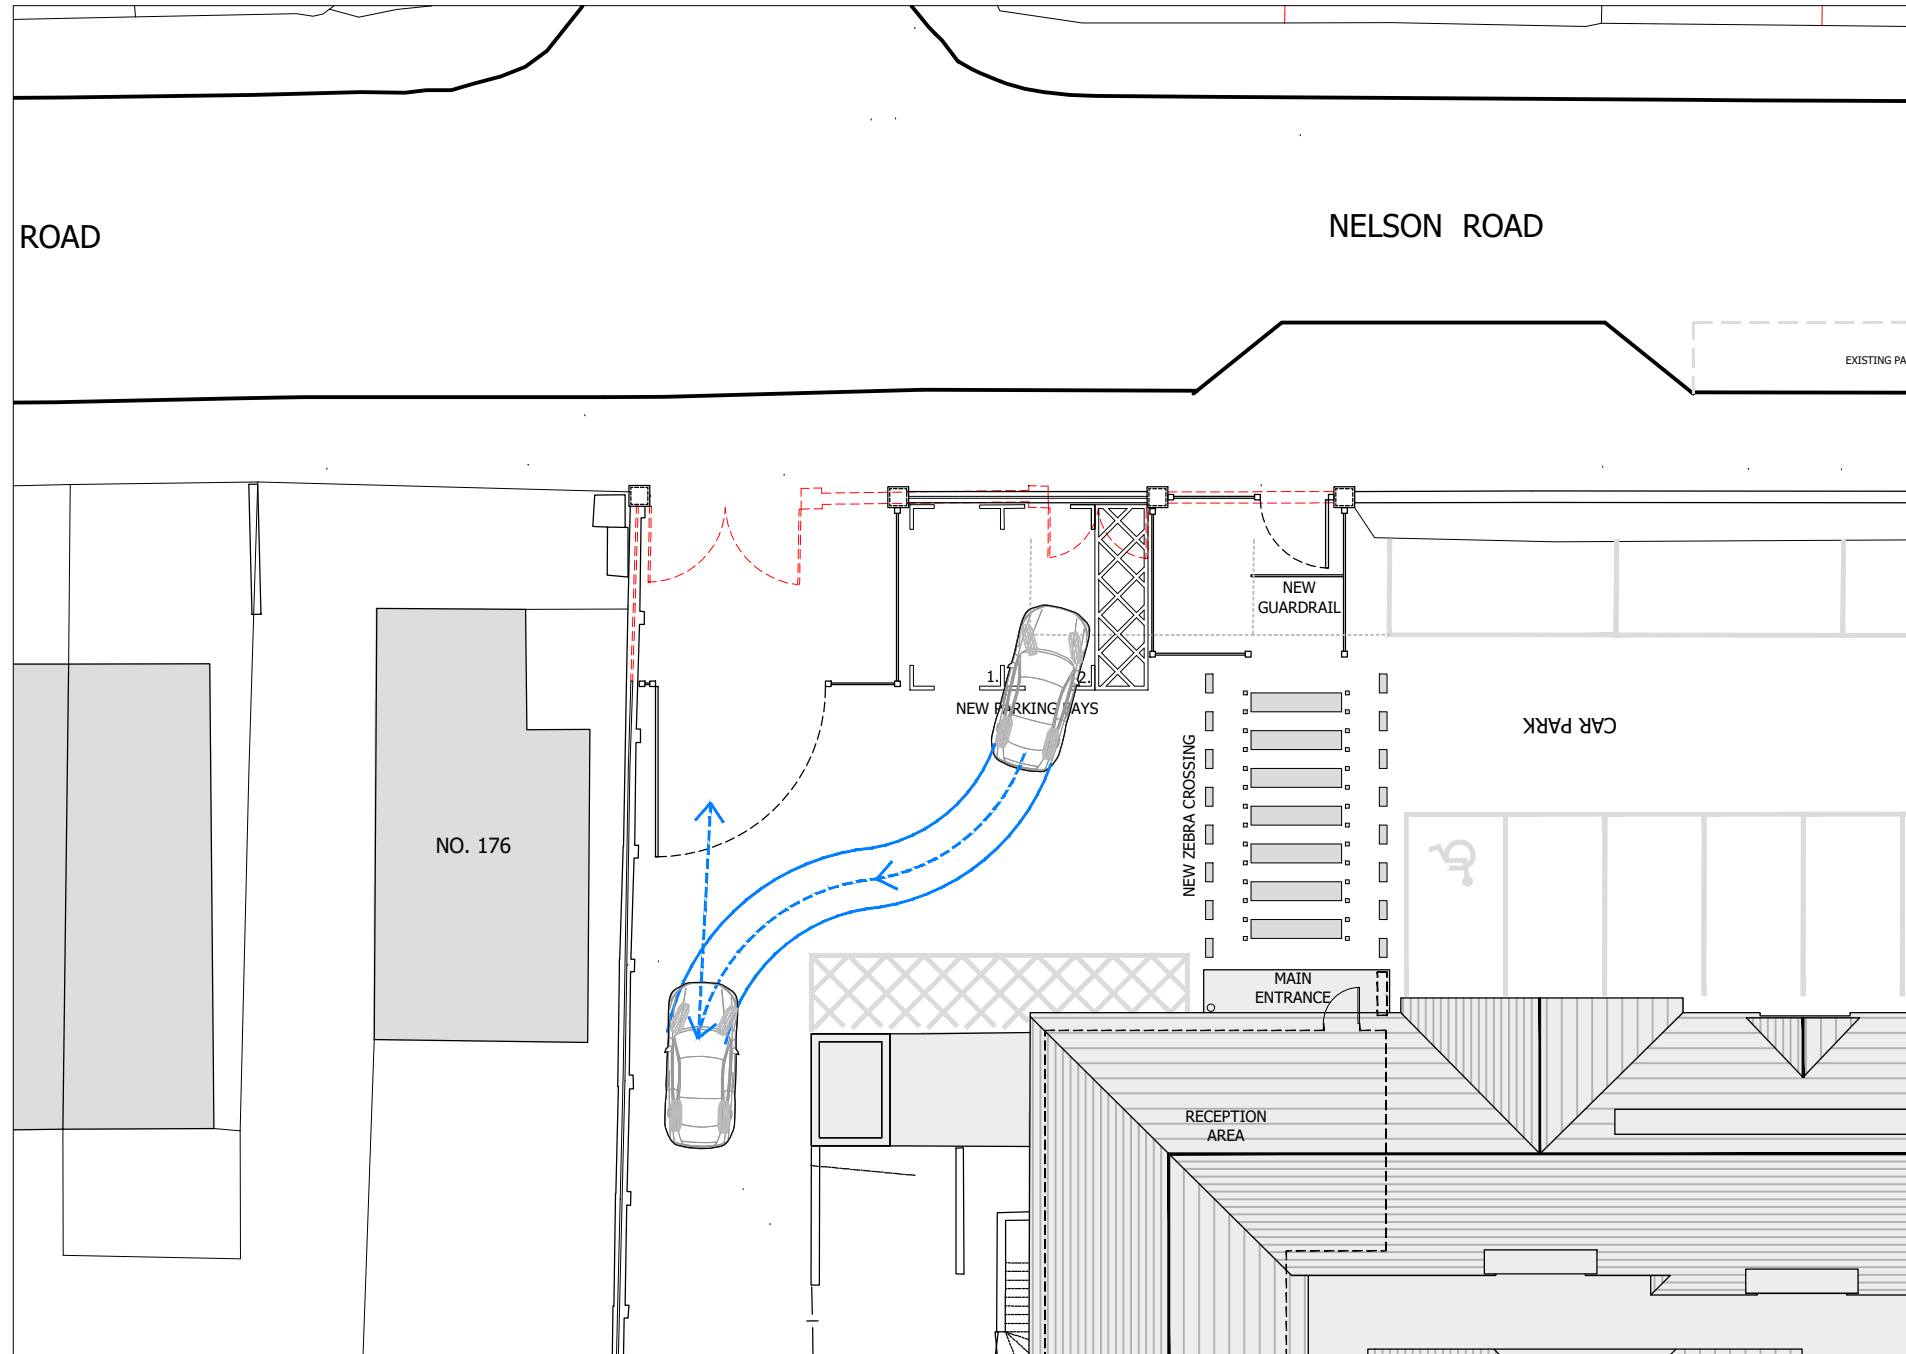 ROAD
NELSON ROAD
EXISTING PA
NEW
GUARDRAIL
1.
2.
NEW PARKING BAYS
CAR PARK
NEW ZEBRA CROSSING
NO. 176
MAIN
ENTRANCE
RECEPTION
AREA